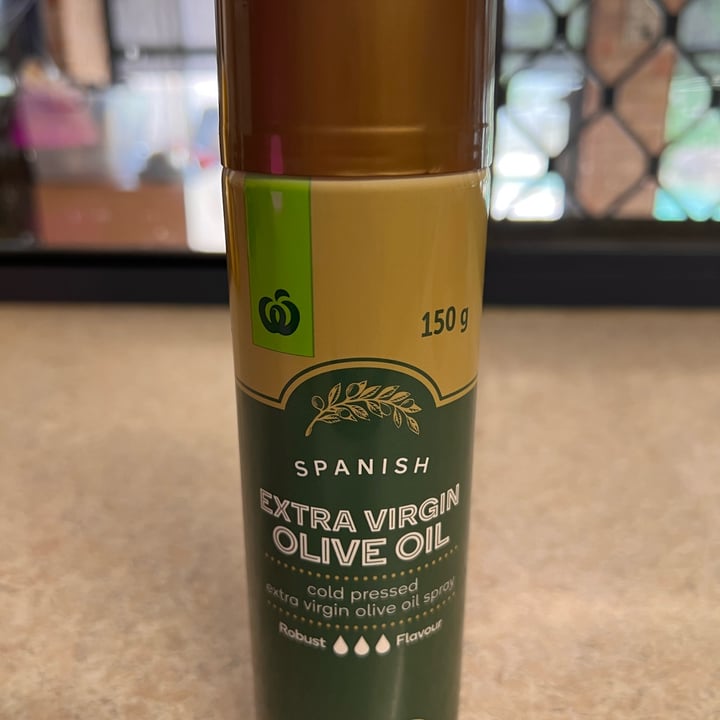 150 g
SPANISH
EXTRA VIRGIN
OLIVE OIL
cold pressed
extra virgin olive oil spray
Robust Flavour